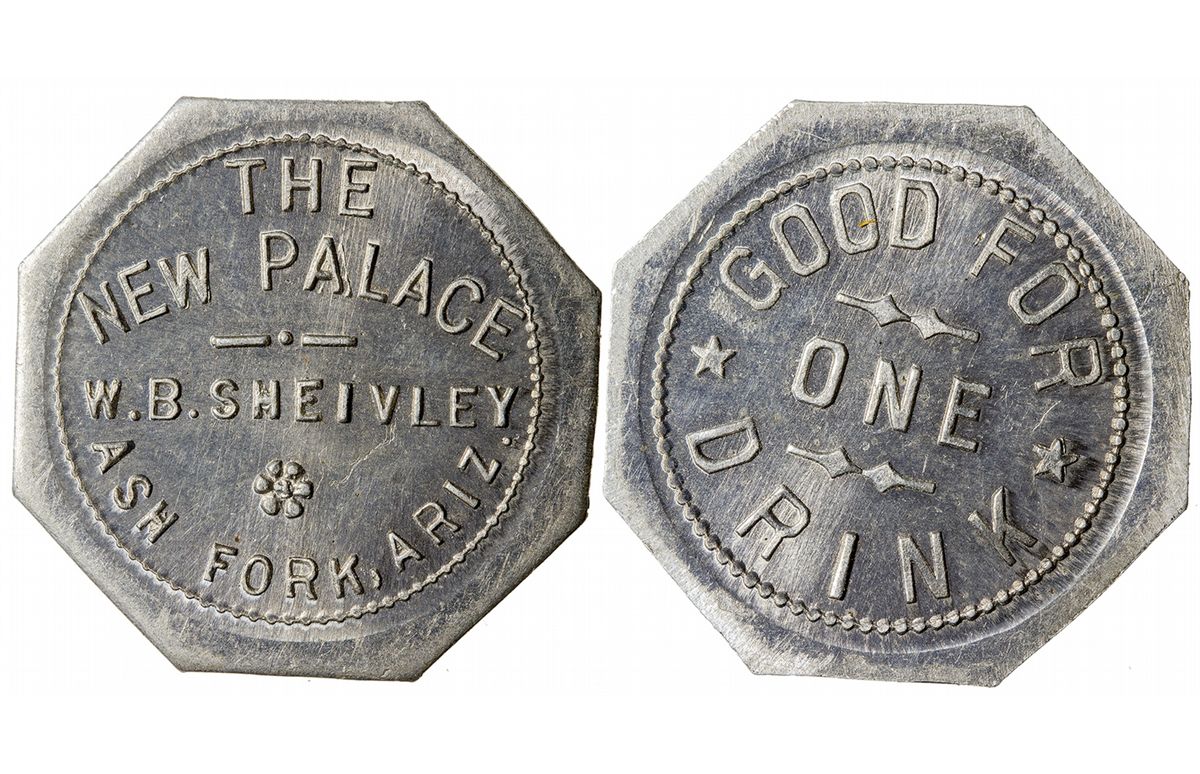 THE
NEW PALACE
W.B. SHEIVLEY
ASH FORK, ARIZ.
GOOD FOR
ONE
DRINK